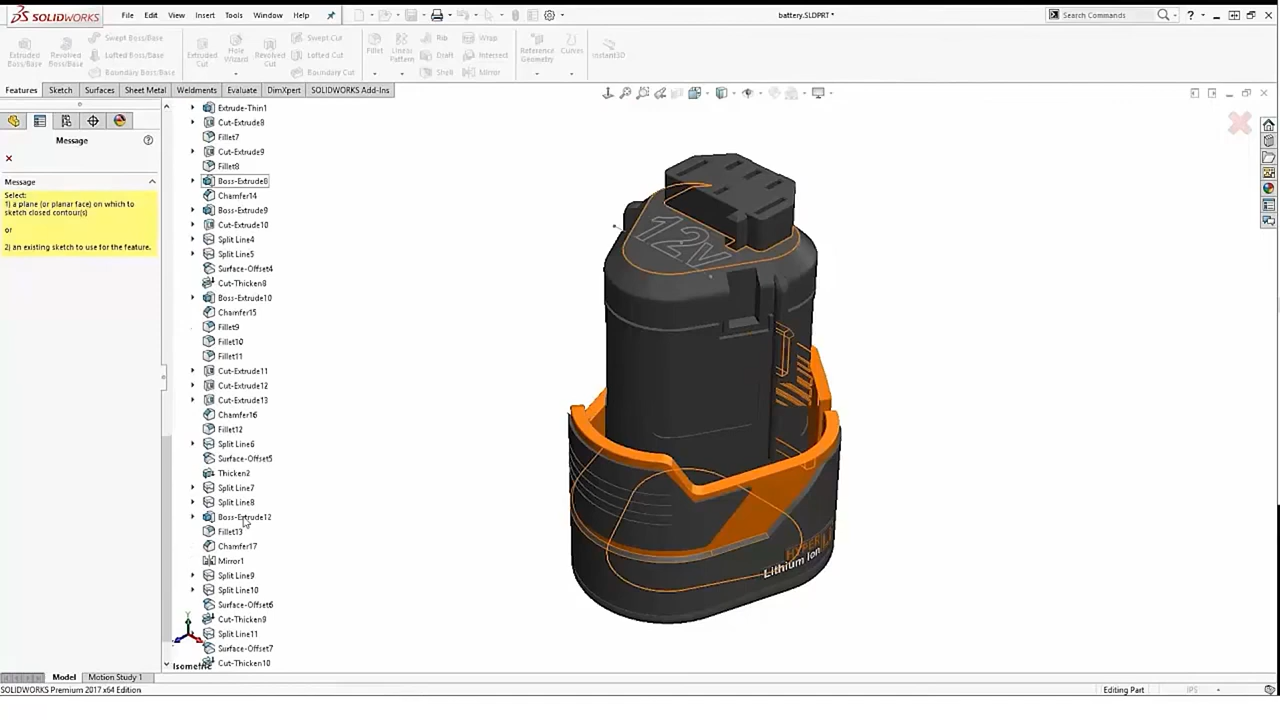 SOLIDWORKS File Edit View Insert Tools Window Help battery.SLDPRT * Search Commands
Extruded Boss/Base Revolved Boss/Base Swept Boss/Base Lofted Boss/Base Boundary Boss/Base Extruded Cut Hole Wizard Revolved Cut Swept Cut Lofted Cut Boundary Cut Fillet Linear Pattern Rib Draft Shell Wrap Intersect Mirror Reference Geometry Curves Instant3D
Features Sketch Surfaces Sheet Metal Weldments Evaluate DimXpert SOLIDWORKS Add-Ins
Message
Message
Select:
1) a plane (or planar face) on which to
sketch closed contour(s)
or
2) an existing sketch to use for the feature.
Extrude-Thin1
Cut-Extrude8
Fillet7
Cut-Extrude9
Fillet8
Boss-Extrude8
Chamfer14
Boss-Extrude9
Cut-Extrude10
Split Line4
Split Line5
Surface-Offset4
Cut-Thicken8
Boss-Extrude10
Chamfer15
Fillet9
Fillet10
Fillet11
Cut-Extrude11
Cut-Extrude12
Cut-Extrude13
Chamfer16
Fillet12
Split Line6
Surface-Offset5
Thicken2
Split Line7
Split Line8
Boss-Extrude12
Fillet13
Chamfer17
Mirror1
Split Line9
Split Line10
Surface-Offset6
Cut-Thicken9
Split Line11
Surface-Offset7
Cut-Thicken10
12v
HYPER Li
Lithium Ion
Isometric
Model Motion Study 1
SOLIDWORKS Premium 2017 x64 Edition Editing Part IPS